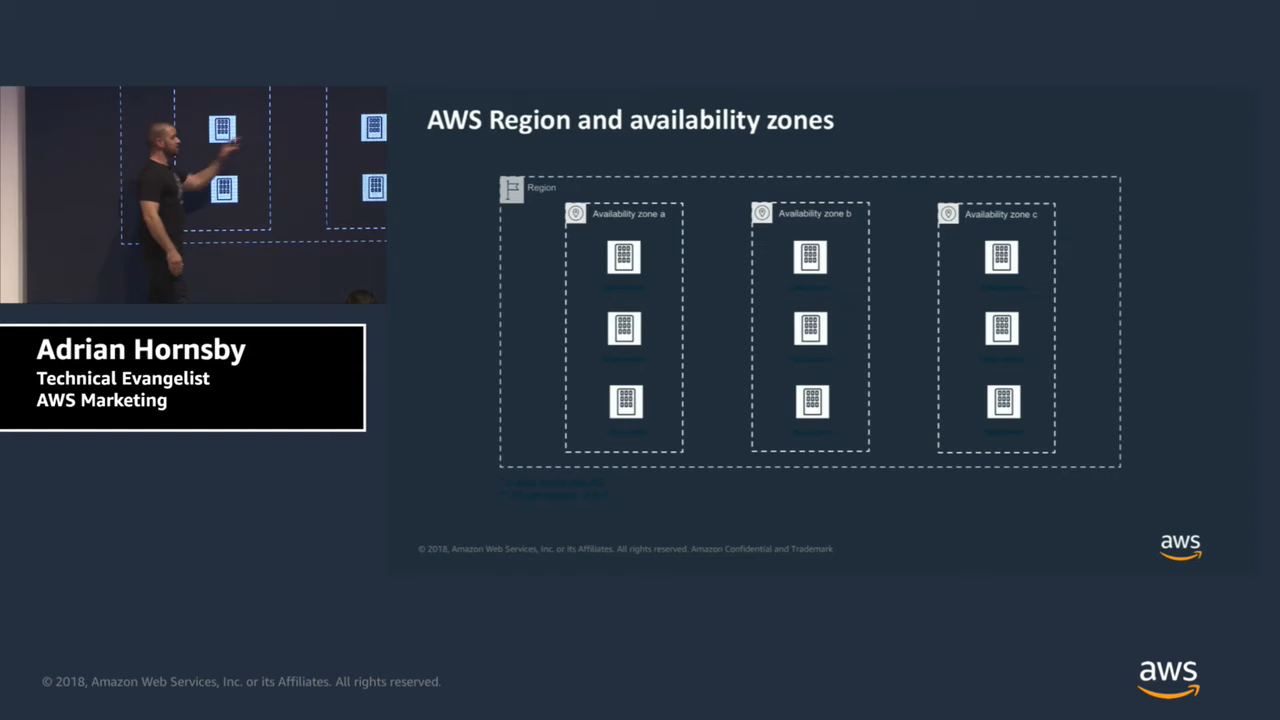 AWS Region and availability zones
Region
Availability zone a
Availability zone b
Availability zone c
Adrian Hornsby
Technical Evangelist
AWS Marketing
© 2018, Amazon Web Services, Inc. or its Affiliates. All rights reserved. Amazon Confidential and Trademark
aws
© 2018, Amazon Web Services, Inc. or its Affiliates. All rights reserved.
aws